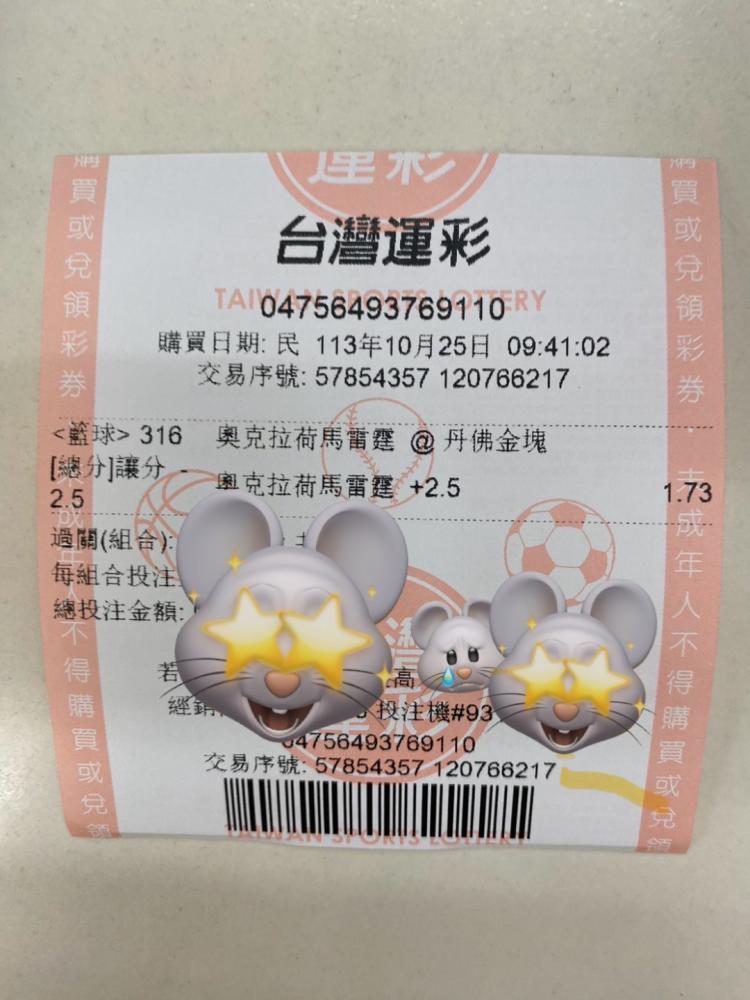 運彩
台灣運彩
TAIWAN SPORTS LOTTERY
04756493769110
購買日期: 民 113年10月25日 09:41:02
交易序號: 57854357 120766217
<籃球> 316 奧克拉荷馬雷霆 @ 丹佛金塊
[總分]讓分 -
2.5 奧克拉荷馬雷霆 +2.5 1.73
過關(組合):
每組合投注
總投注金額:
若 高
經銷 投注機#93
04756493769110
交易序號: 57854357 120766217
TAIWAN SPORTS LOTTERY
購買或兌領彩券
成 人不得購買或兌領
購買或兌領彩券.未成年人不得購買或兌領